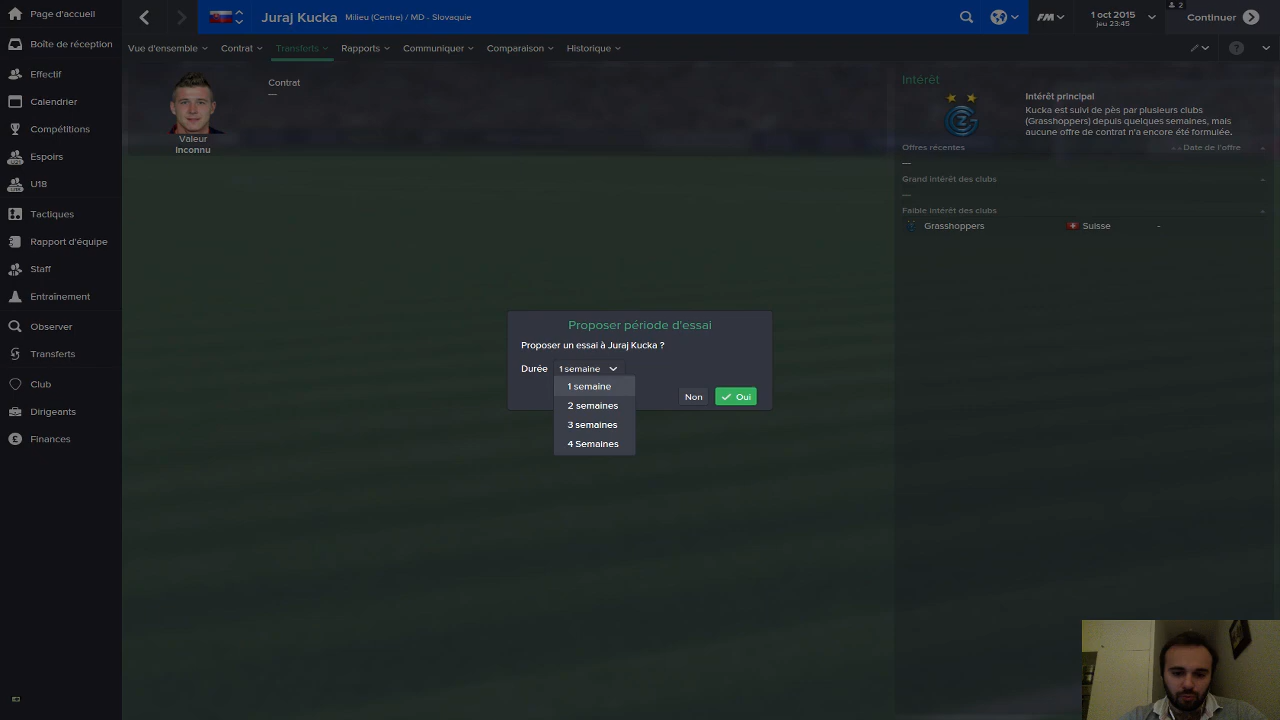 Page d'accueil
Boîte de réception
Effectif
Calendrier
Compétitions
Espoirs
U18
Tactiques
Rapport d'équipe
Staff
Entraînement
Observer
Transferts
Club
Dirigeants
Finances
Juraj Kucka
Milieu (Centre) / MD - Slovaquie
FM
1 oct 2015
jeu 23:45
2
Continuer
Vue d'ensemble
Contrat
Transferts
Rapports
Communiquer
Comparaison
Historique
?
Valeur
Inconnu
Contrat
---
Intérêt
Intérêt principal
Kucka est suivi de pès par plusieurs clubs
(Grasshoppers) depuis quelques semaines, mais
aucune offre de contrat n'a encore été formulée.
Offres récentes
Date de l'offre
---
Grand Intérêt des clubs
---
Faible Intérêt des clubs
Grasshoppers
Suisse
-
Proposer période d'essai
Proposer un essai à Juraj Kucka ?
Durée
1 semaine
1 semaine
2 semaines
3 semaines
4 Semaines
Non
Oui